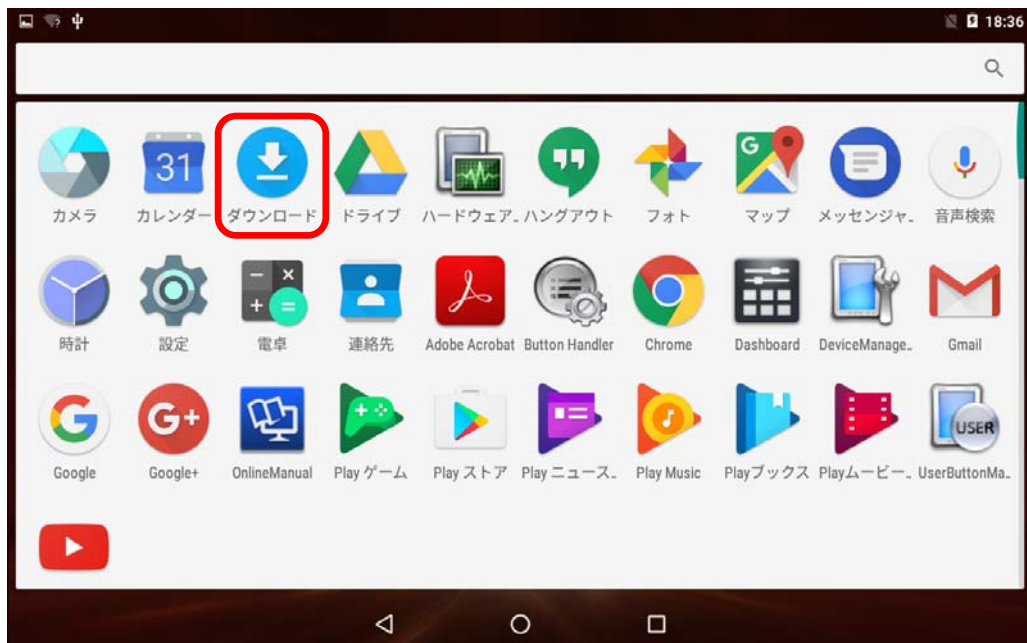 18:36
31
G
カメラ
カレンダー
ダウンロード
ドライブ
ハードウェア..
ハングアウト
フォト
マップ
メッセンジャ..
音声検索
時計
設定
電卓
連絡先
Adobe Acrobat
Button Handler
Chrome
Dashboard
DeviceManage..
Gmail
G
G+
USER
Google
Google+
OnlineManual
Play ゲーム
Play ストア
Play ニュース..
Play Music
Playブックス
Playムービー..
UserButtonMa..